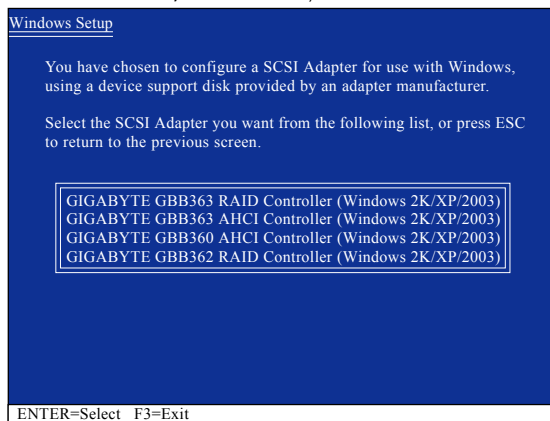 Windows Setup
You have chosen to configure a SCSI Adapter for use with Windows,
using a device support disk provided by an adapter manufacturer.
Select the SCSI Adapter you want from the following list, or press ESC
to return to the previous screen.
GIGABYTE GBB363 RAID Controller (Windows 2K/XP/2003)
GIGABYTE GBB363 AHCI Controller (Windows 2K/XP/2003)
GIGABYTE GBB360 AHCI Controller (Windows 2K/XP/2003)
GIGABYTE GBB362 RAID Controller (Windows 2K/XP/2003)
ENTER=Select F3=Exit